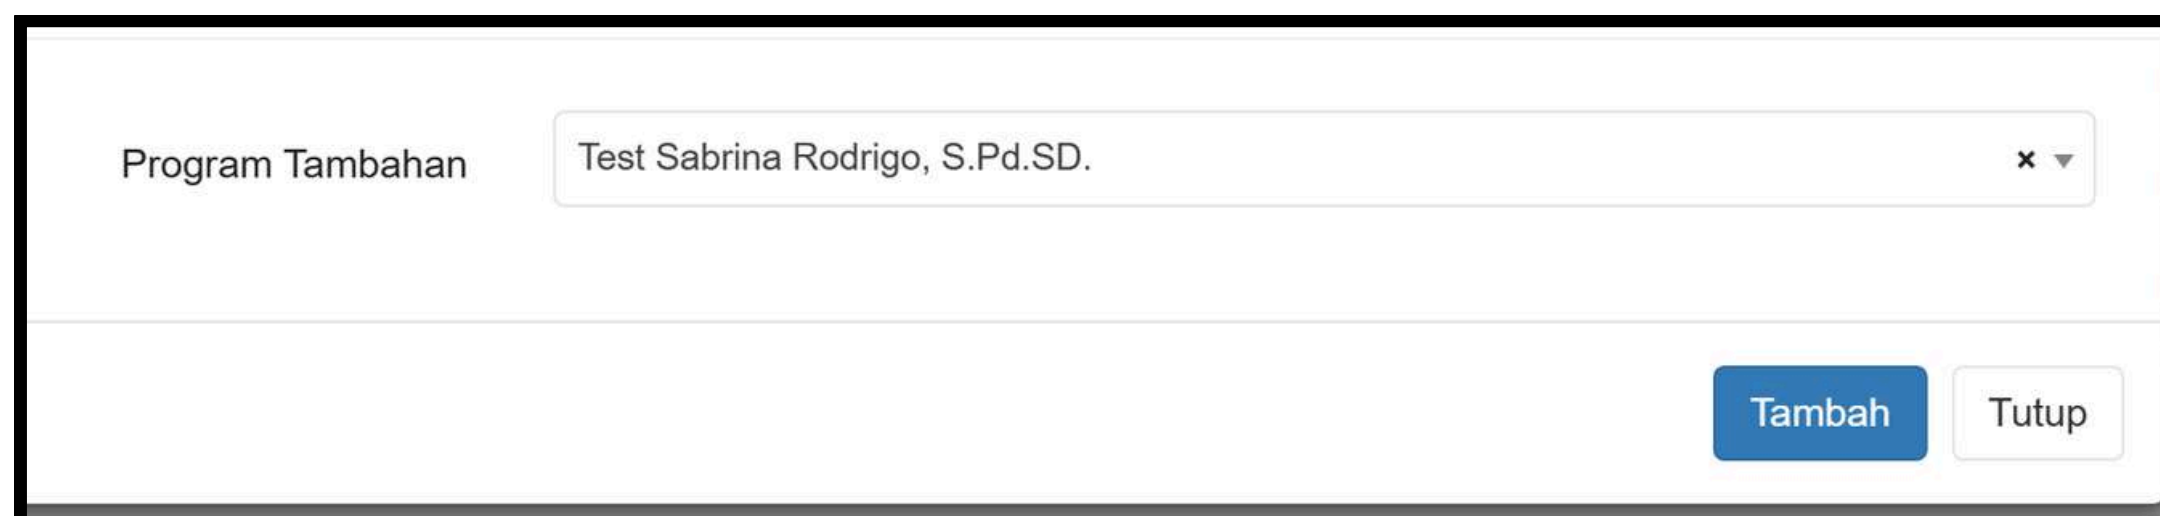 Program Tambahan
Test Sabrina Rodrigo, S.Pd.SD.
Tambah
Tutup